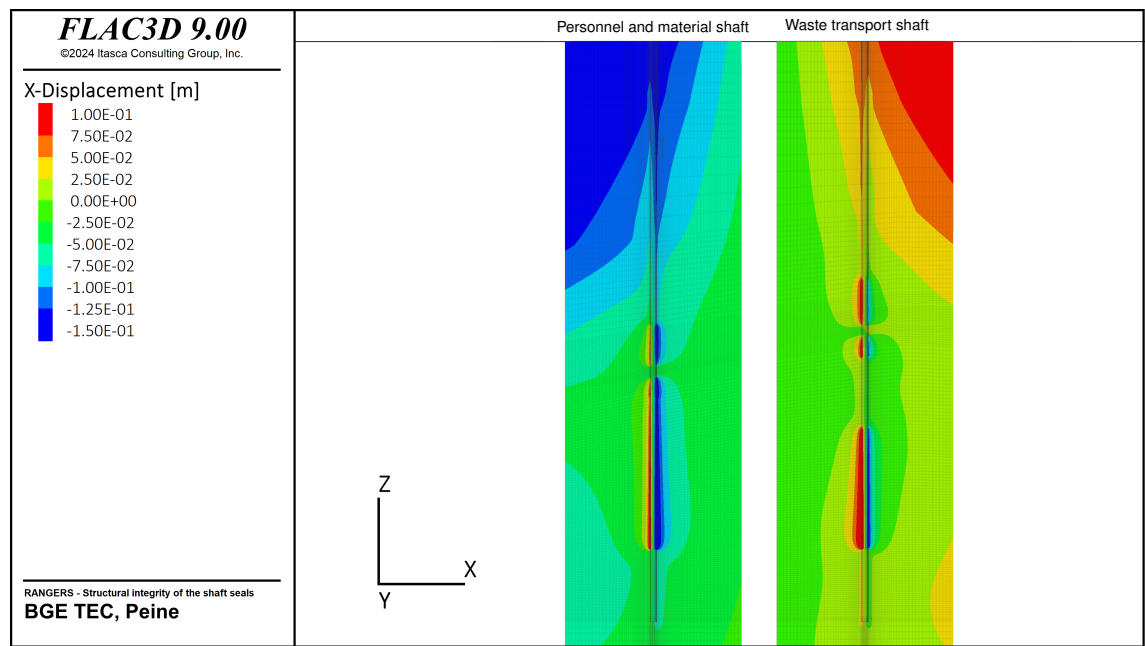 FLAC3D 9.00
©2024 Itasca Consulting Group, Inc.
X-Displacement [m]
1.00E-01
7.50E-02
5.00E-02
2.50E-02
0.00E+00
-2.50E-02
-5.00E-02
-7.50E-02
-1.00E-01
-1.25E-01
-1.50E-01
RANGERS - Structural integrity of the shaft seals
BGE TEC, Peine
Personnel and material shaft
Waste transport shaft
Z
X
Y